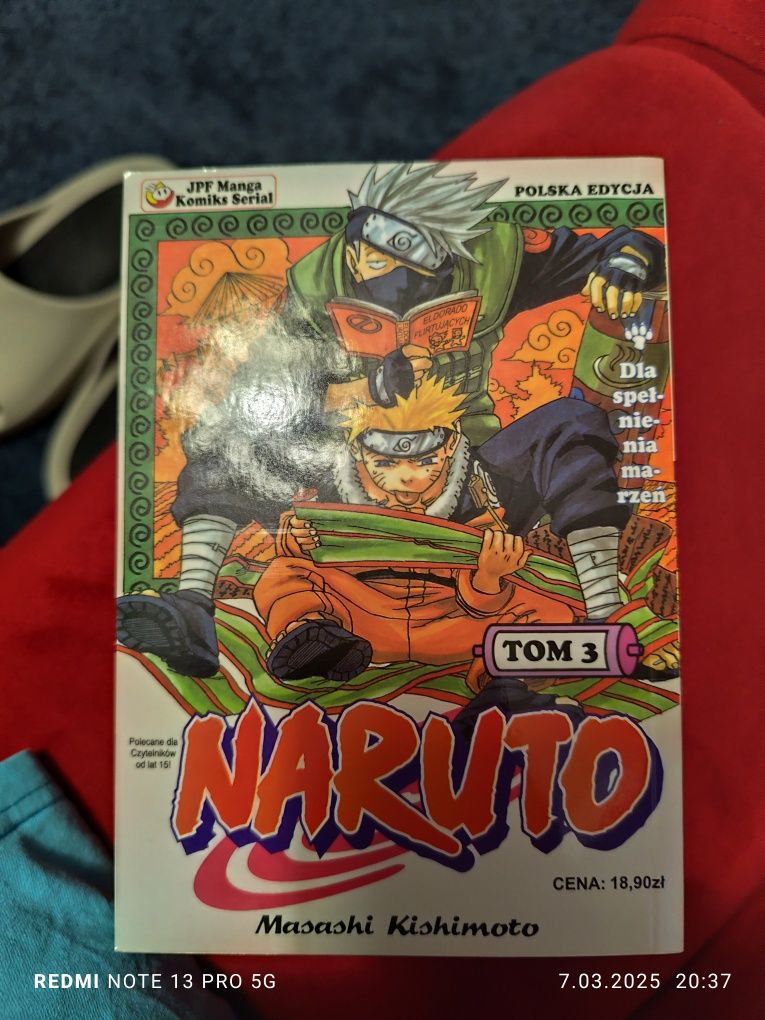 JPF Manga
Komiks Serial
POLSKA EDYCJA
ELDORADO
FLIRTUJĄCYCH
Dla
speł-
nie-
nia
ma-
rzeń
TOM 3
Polecane dla
Czytelników
od lat 15!
NARUTO
CENA: 18,90zł
Masashi Kishimoto
REDMI NOTE 13 PRO 5G
7.03.2025 20:37